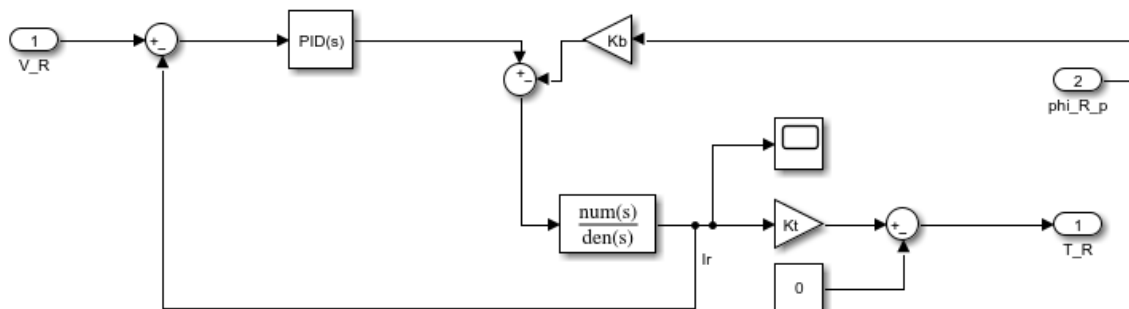 1
V_R
+
−
PID(s)
+
−
Kb
2
phi_R_p
num(s)
den(s)
Ir
Kt
+
−
1
T_R
0